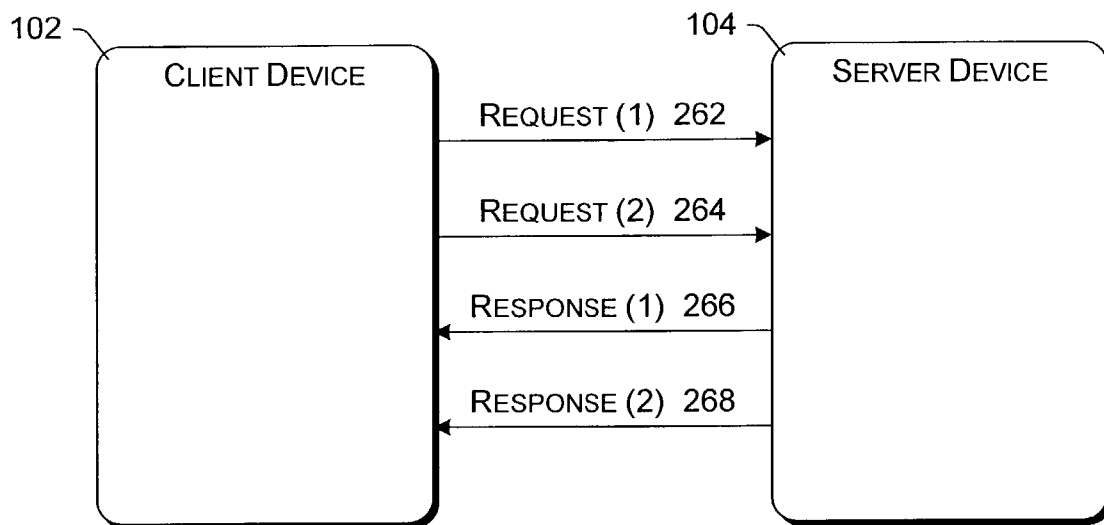 102
104
CLIENT DEVICE
SERVER DEVICE
REQUEST (1) 262
REQUEST (2) 264
RESPONSE (1) 266
RESPONSE (2) 268